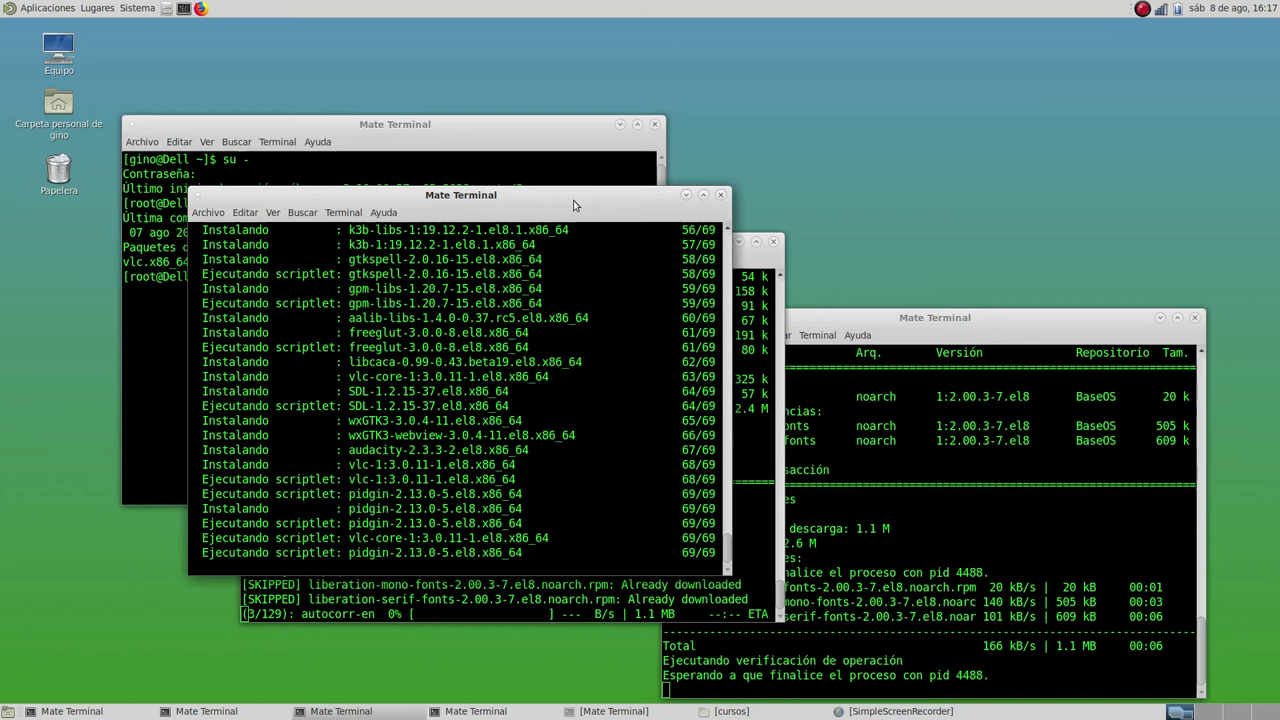 Aplicaciones Lugares Sistema
sáb 8 de ago, 16:17
Equipo
Carpeta personal de
gino
Papelera
Mate Terminal
Archivo Editar Ver Buscar Terminal Ayuda
[gino@Dell ~]$ su -
Contraseña:
[root@Dell
07 ago 20
Paquetes
vlc.x86_64
[root@Dell
Mate Terminal
Archivo Editar Ver Buscar Terminal Ayuda
Instalando : k3b-libs-1:19.12.2-1.el8.1.x86_64 56/69
Instalando : k3b-1:19.12.2-1.el8.1.x86_64 57/69
Instalando : gtkspell-2.0.16-15.el8.x86_64 58/69
Ejecutando scriptlet: gtkspell-2.0.16-15.el8.x86_64 58/69
Instalando : gpm-libs-1.20.7-15.el8.x86_64 59/69
Ejecutando scriptlet: gpm-libs-1.20.7-15.el8.x86_64 59/69
Instalando : aalib-libs-1.4.0-0.37.rc5.el8.x86_64 60/69
Instalando : freeglut-3.0.0-8.el8.x86_64 61/69
Ejecutando scriptlet: freeglut-3.0.0-8.el8.x86_64 61/69
Instalando : libcaca-0.99-0.43.beta19.el8.x86_64 62/69
Instalando : vlc-core-1:3.0.11-1.el8.x86_64 63/69
Instalando : SDL-1.2.15-37.el8.x86_64 64/69
Ejecutando scriptlet: SDL-1.2.15-37.el8.x86_64 64/69
Instalando : wxGTK3-3.0.4-11.el8.x86_64 65/69
Instalando : wxGTK3-webview-3.0.4-11.el8.x86_64 66/69
Instalando : audacity-2.3.3-2.el8.x86_64 67/69
Instalando : vlc-1:3.0.11-1.el8.x86_64 68/69
Ejecutando scriptlet: vlc-1:3.0.11-1.el8.x86_64 68/69
Ejecutando scriptlet: pidgin-2.13.0-5.el8.x86_64 69/69
Instalando : pidgin-2.13.0-5.el8.x86_64 69/69
Ejecutando scriptlet: pidgin-2.13.0-5.el8.x86_64 69/69
Ejecutando scriptlet: vlc-core-1:3.0.11-1.el8.x86_64 69/69
Ejecutando scriptlet: pidgin-2.13.0-5.el8.x86_64 69/69
54 k
158 k
91 k
67 k
191 k
80 k
325 k
57 k
2.4 M
[SKIPPED] liberation-mono-fonts-2.00.3-7.el8.noarch.rpm: Already downloaded
[SKIPPED] liberation-serif-fonts-2.00.3-7.el8.noarch.rpm: Already downloaded
(3/129): autocorr-en 0% [ ] --- B/s | 1.1 MB --:-- ETA
Mate Terminal
ar Terminal Ayuda
Arq. Versión Repositorio Tam.
noarch 1:2.00.3-7.el8 BaseOS 20 k
ncias:
onts noarch 1:2.00.3-7.el8 BaseOS 505 k
fonts noarch 1:2.00.3-7.el8 BaseOS 609 k
sacción
es
descarga: 1.1 M
2.6 M
es:
nalice el proceso con pid 4488.
fonts-2.00.3-7.el8.noarch.rpm 20 kB/s | 20 kB 00:01
mono-fonts-2.00.3-7.el8.noarc 140 kB/s | 505 kB 00:03
serif-fonts-2.00.3-7.el8.noar 101 kB/s | 609 kB 00:06
Total 166 kB/s | 1.1 MB 00:06
Ejecutando verificación de operación
Esperando a que finalice el proceso con pid 4488.
Mate Terminal
Mate Terminal
Mate Terminal
Mate Terminal
[Mate Terminal]
[cursos]
[SimpleScreenRecorder]